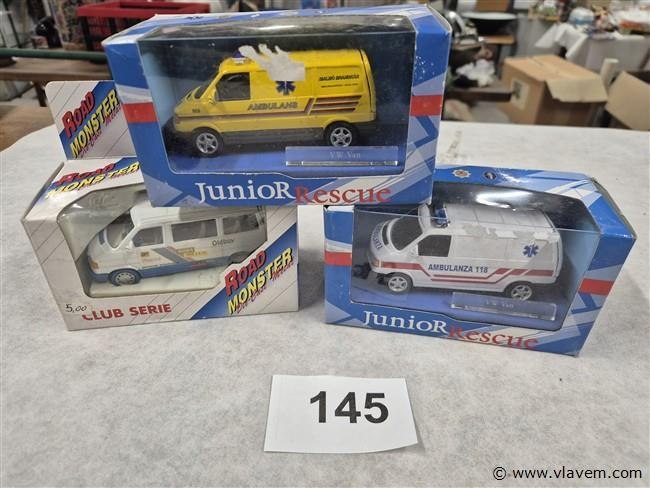 AMBULANS
V.W. Van
JUNIOR RESCUE
ROAD
MONSTER
ROAD
MONSTER
ROAD
MONSTER
5,00
CLUB SERIE
AMBULANZA 118
V.W. Van
JUNIOR RESCUE
145
© www.vlavem.com